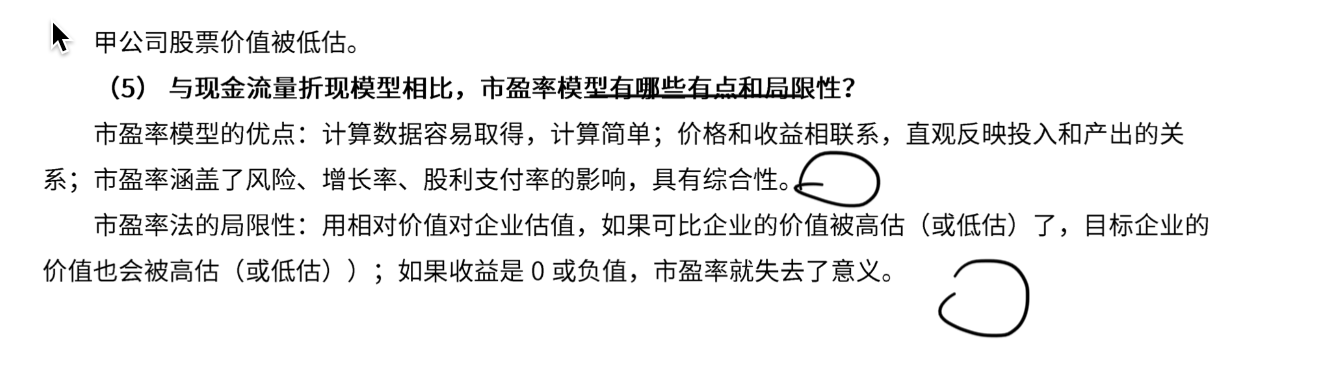 甲公司股票价值被低估。
（5） 与现金流量折现模型相比，市盈率模型有哪些有点和局限性？
市盈率模型的优点：计算数据容易取得，计算简单；价格和收益相联系，直观反映投入和产出的关
系；市盈率涵盖了风险、增长率、股利支付率的影响，具有综合性。
市盈率法的局限性：用相对价值对企业估值，如果可比企业的价值被高估（或低估）了，目标企业的
价值也会被高估（或低估））；如果收益是 0 或负值，市盈率就失去了意义。